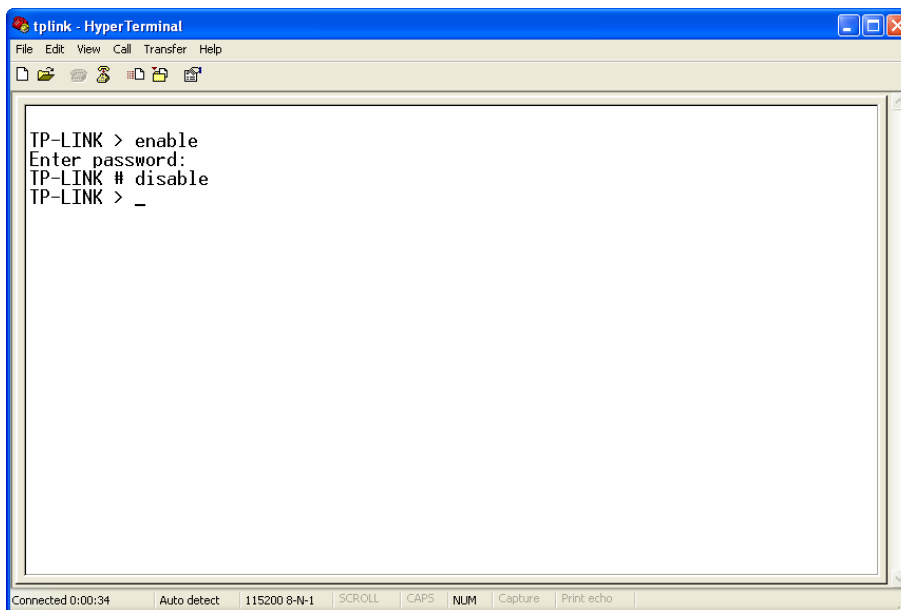 tplink - HyperTerminal
File Edit View Call Transfer Help
TP-LINK > enable
Enter password:
TP-LINK # disable
TP-LINK > _
Connected 0:00:34 Auto detect 115200 8-N-1 SCROLL CAPS NUM Capture Print echo